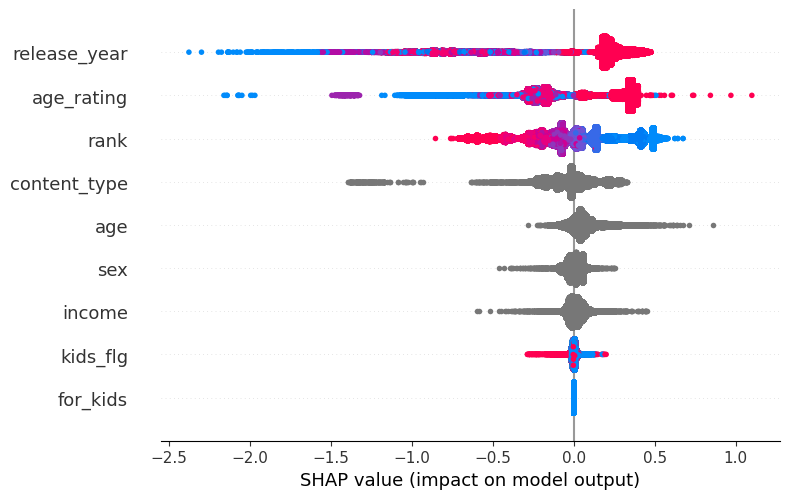 release_year
age_rating
rank
content_type
age
sex
income
kids_flg
for_kids
−2.5 −2.0 −1.5 −1.0 −0.5 0.0 0.5 1.0
SHAP value (impact on model output)